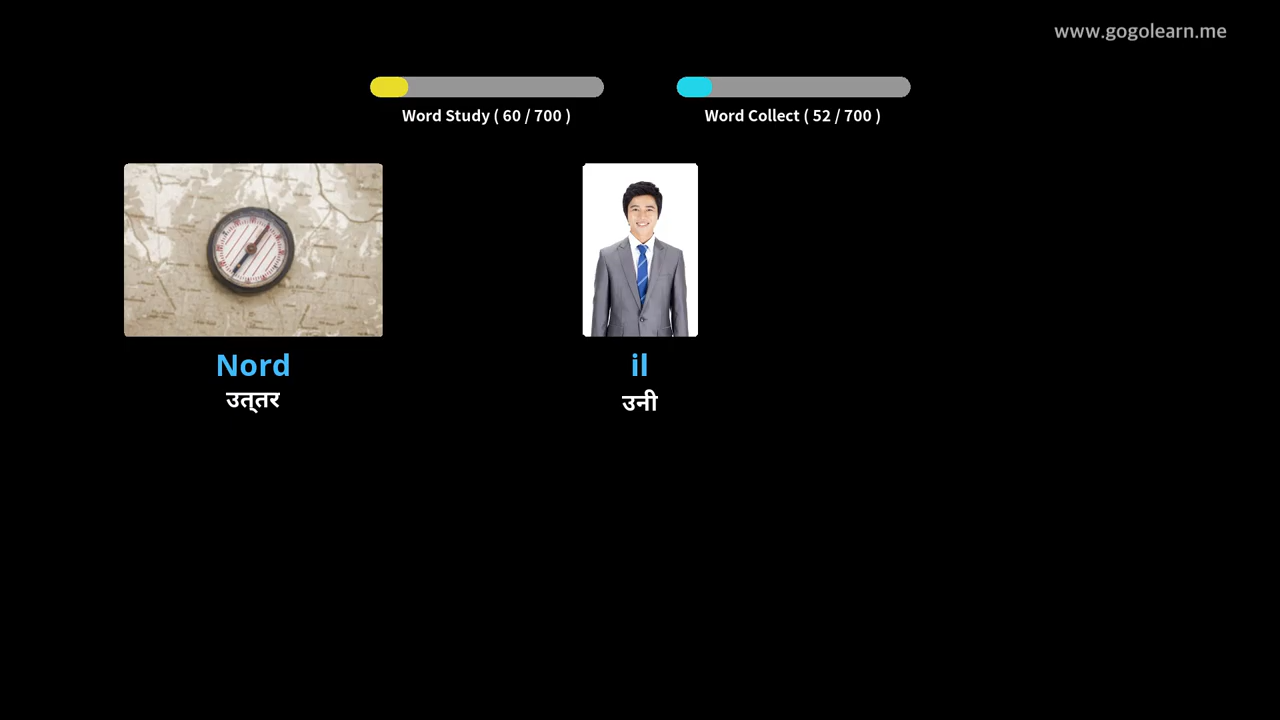 www.gogolearn.me
Word Study ( 60 / 700 )
Word Collect ( 52 / 700 )
Nord
उत्तर
il
उनी